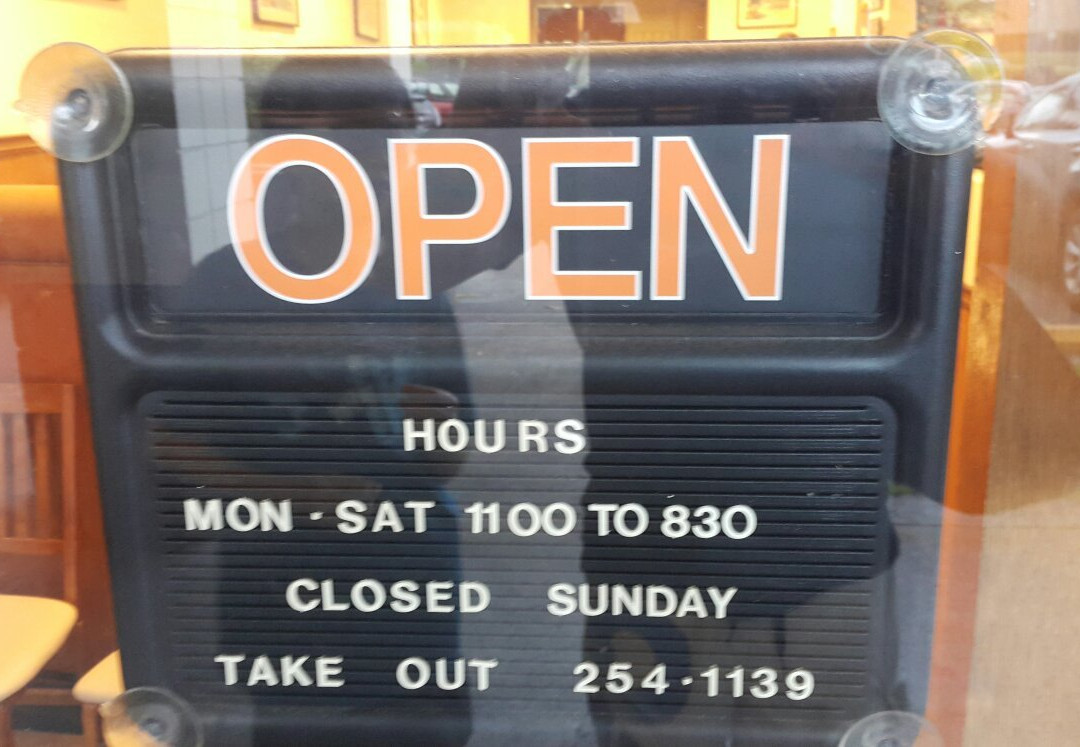 OPEN
HOURS
MON - SAT 1100 TO 830
CLOSED SUNDAY
TAKE OUT 254-1139